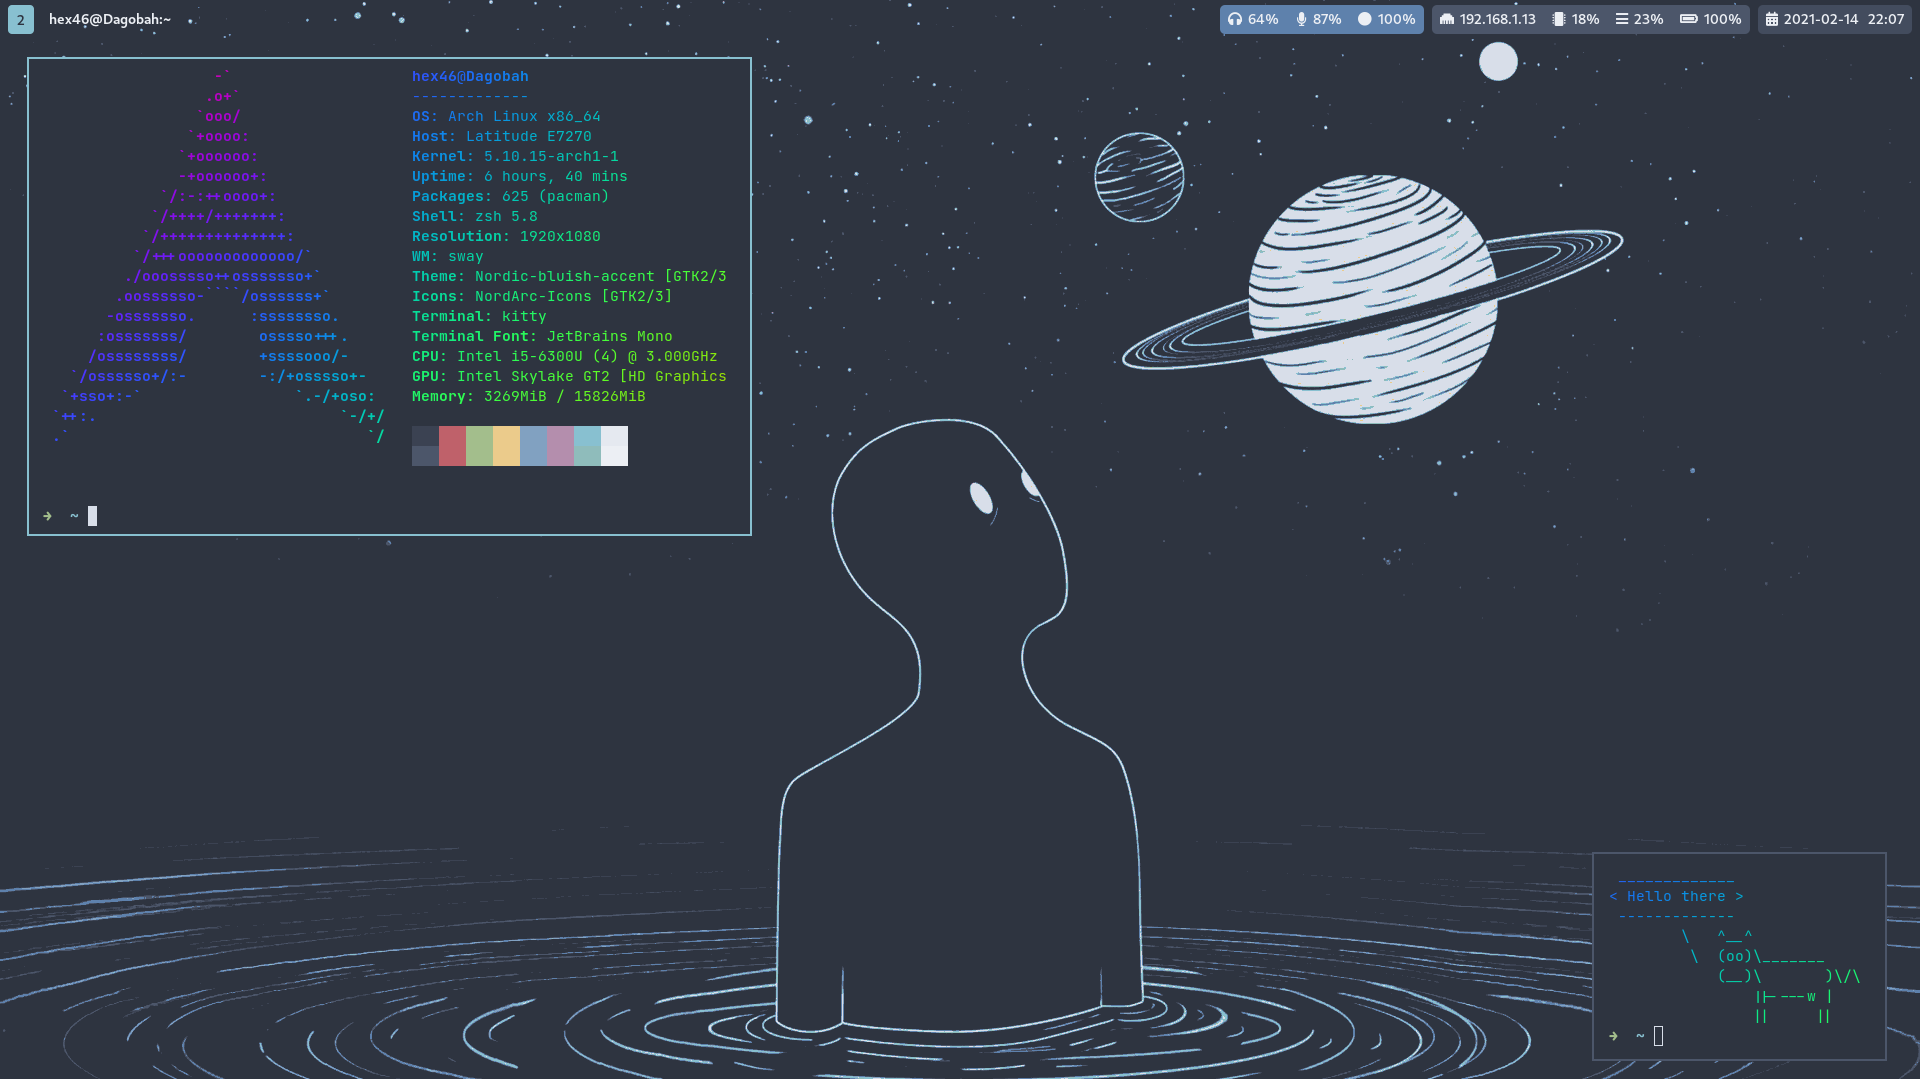 2 hex46@Dagobah:~ 64% 87% 100% 192.168.1.13 18% 23% 100% 2021-02-14 22:07
hex46@Dagobah
-------------
OS: Arch Linux x86_64
Host: Latitude E7270
Kernel: 5.10.15-arch1-1
Uptime: 6 hours, 40 mins
Packages: 625 (pacman)
Shell: zsh 5.8
Resolution: 1920x1080
WM: sway
Theme: Nordic-bluish-accent [GTK2/3
Icons: NordArc-Icons [GTK2/3]
Terminal: kitty
Terminal Font: JetBrains Mono
CPU: Intel i5-6300U (4) @ 3.000GHz
GPU: Intel Skylake GT2 [HD Graphics
Memory: 3269MiB / 15826MiB
➜ ~
< Hello there >
➜ ~